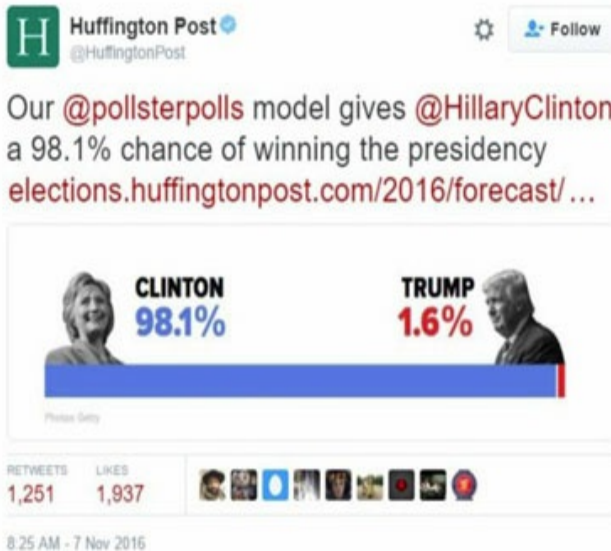 H
Huffington Post
@HuffingtonPost
Follow
Our @pollsterpolls model gives @HillaryClinton
a 98.1% chance of winning the presidency
elections.huffingtonpost.com/2016/forecast/ ...
CLINTON
98.1%
TRUMP
1.6%
Photos Getty
RETWEETS
1,251
LIKES
1,937
8:25 AM - 7 Nov 2016